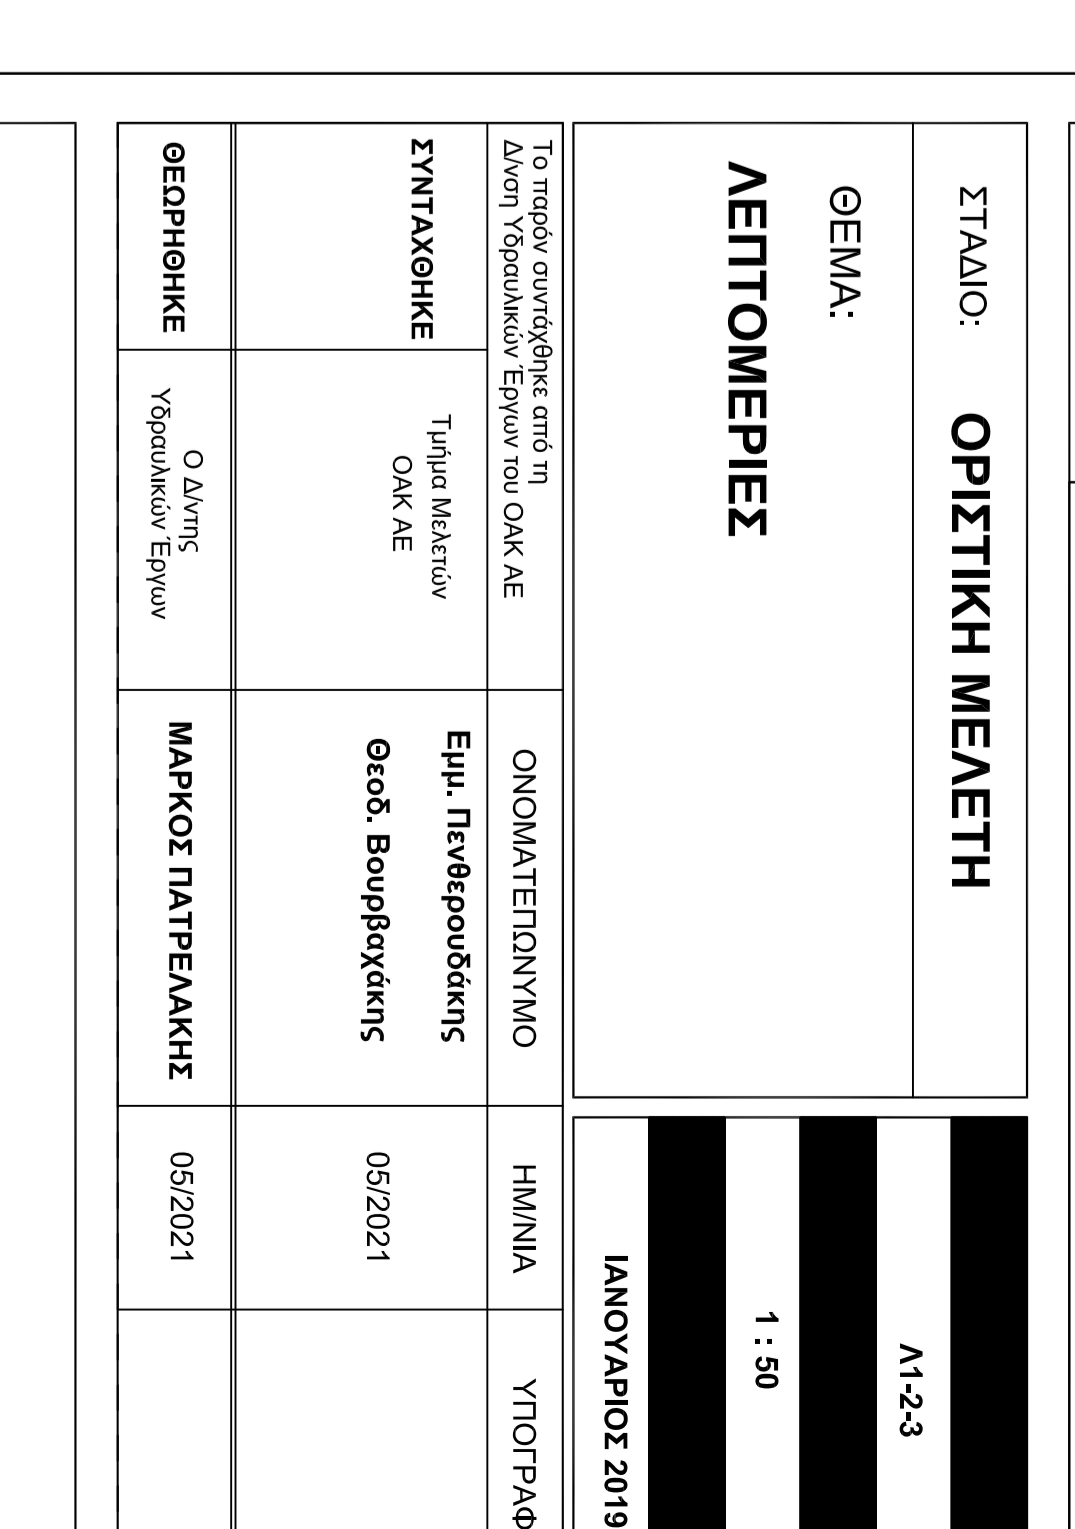 ΣΤΑΔΙΟ: ΟΡΙΣΤΙΚΗ ΜΕΛΕΤΗ
ΘΕΜΑ:
ΛΕΠΤΟΜΕΡΙΕΣ
Λ1-2-3
1 : 50
ΙΑΝΟΥΑΡΙΟΣ 2019
Το παρόν συντάχθηκε από τη
Δ/νση Υδραυλικών Έργων του ΟΑΚ ΑΕ
ΟΝΟΜΑΤΕΠΩΝΥΜΟ
ΗΜ/ΝΙΑ
ΥΠΟΓΡΑΦ
ΣΥΝΤΑΧΘΗΚΕ
Τμήμα Μελετών
ΟΑΚ ΑΕ
Εμμ. Πενθερουδάκης
Θεοδ. Βουρβαχάκης
05/2021
ΘΕΩΡΗΘΗΚΕ
Ο Δ/ντης
Υδραυλικών Έργων
ΜΑΡΚΟΣ ΠΑΤΡΕΛΑΚΗΣ
05/2021